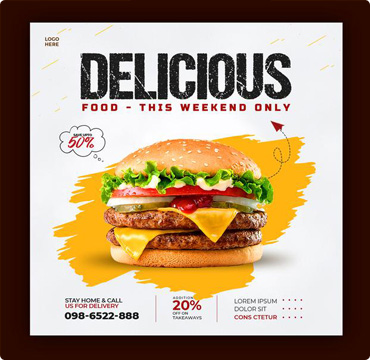 LOGO
HERE
DELICIOUS
FOOD - THIS WEEKEND ONLY
SAVE UPTO
50%
STAY HOME & CALL
US FOR DELIVERY
098-6522-888
ADDITIONAL
20%
OFF ON
TAKEAWAYS
LOREM IPSUM
DOLOR SIT
CONS CTETUR